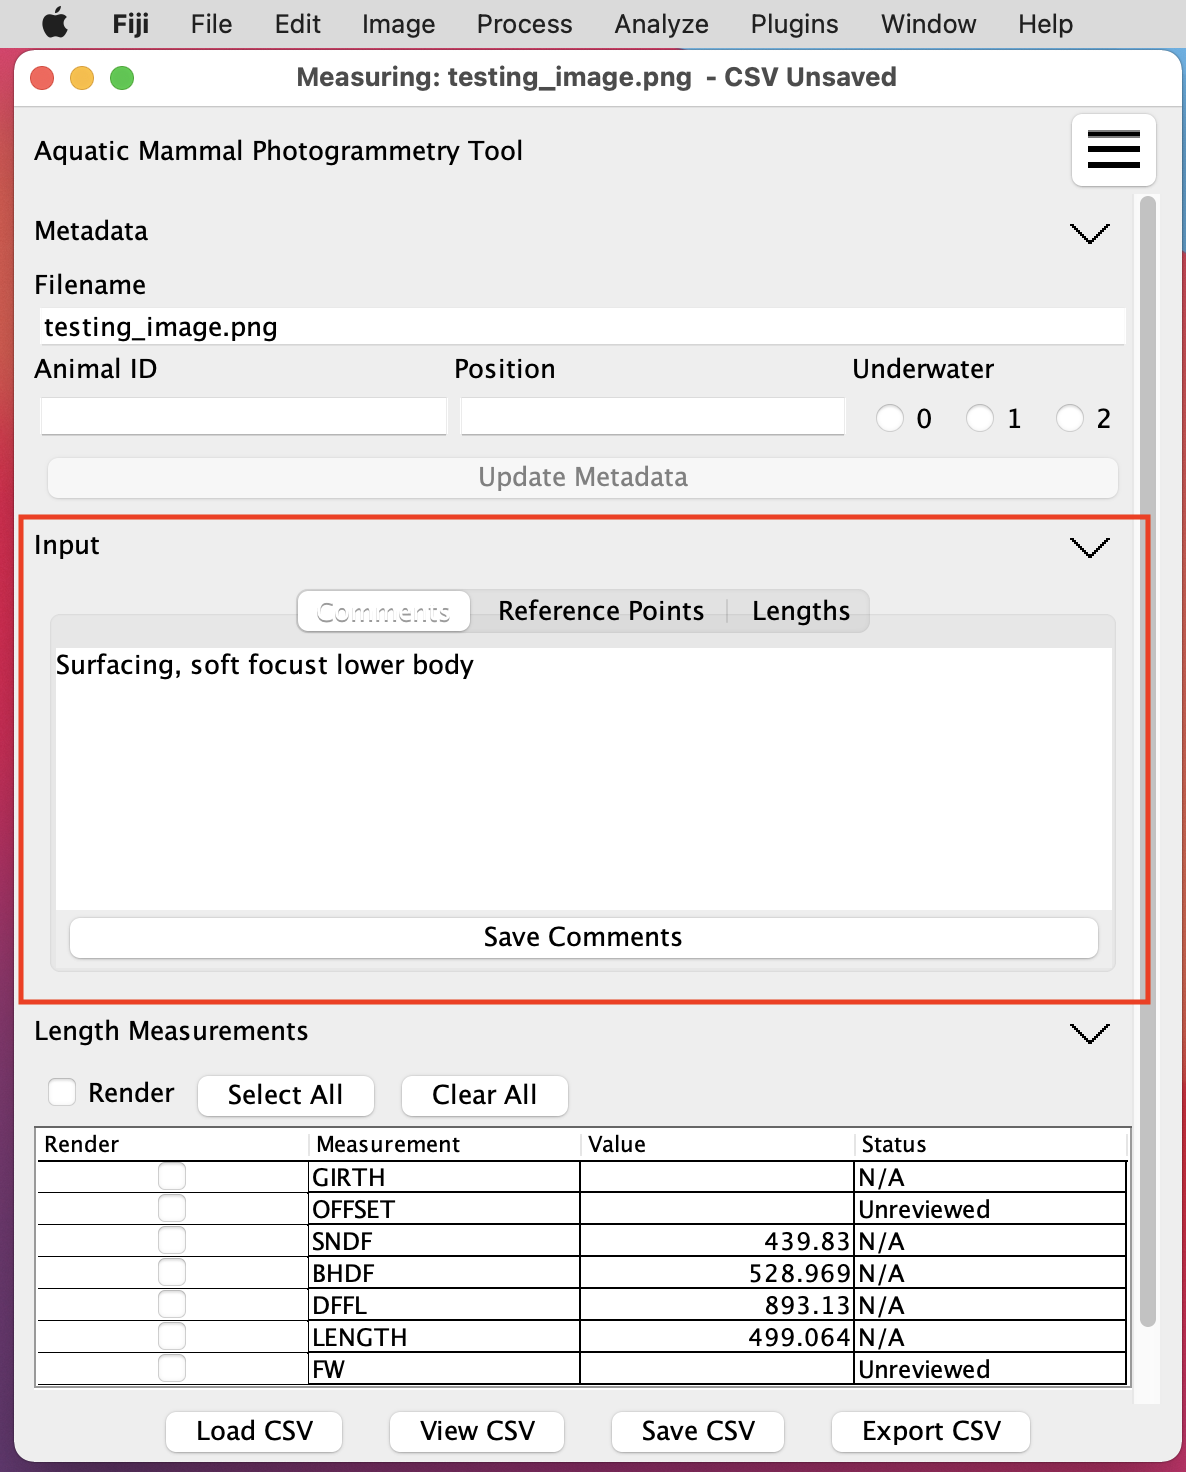 Fiji File Edit Image Process Screen Analyze Plugins Window Help
Measuring: testing_image.png - CSV Unsaved
Aquatic Mammal Photogrammetry Tool
Metadata
Filename
testing_image.png
Animal ID Position Underwater
0 1 2
Update Metadata
Input
Comments Reference Points Lengths
Surfacing, soft focust lower body
Save Comments
Length Measurements
Render Select All Clear All
Render Measurement Value Status
GIRTH N/A
OFFSET Unreviewed
SNDF 439.83 N/A
BHDF 528.969 N/A
DFFL 893.13 N/A
LENGTH 499.064 N/A
FW Unreviewed
Load CSV View CSV Save CSV Export CSV